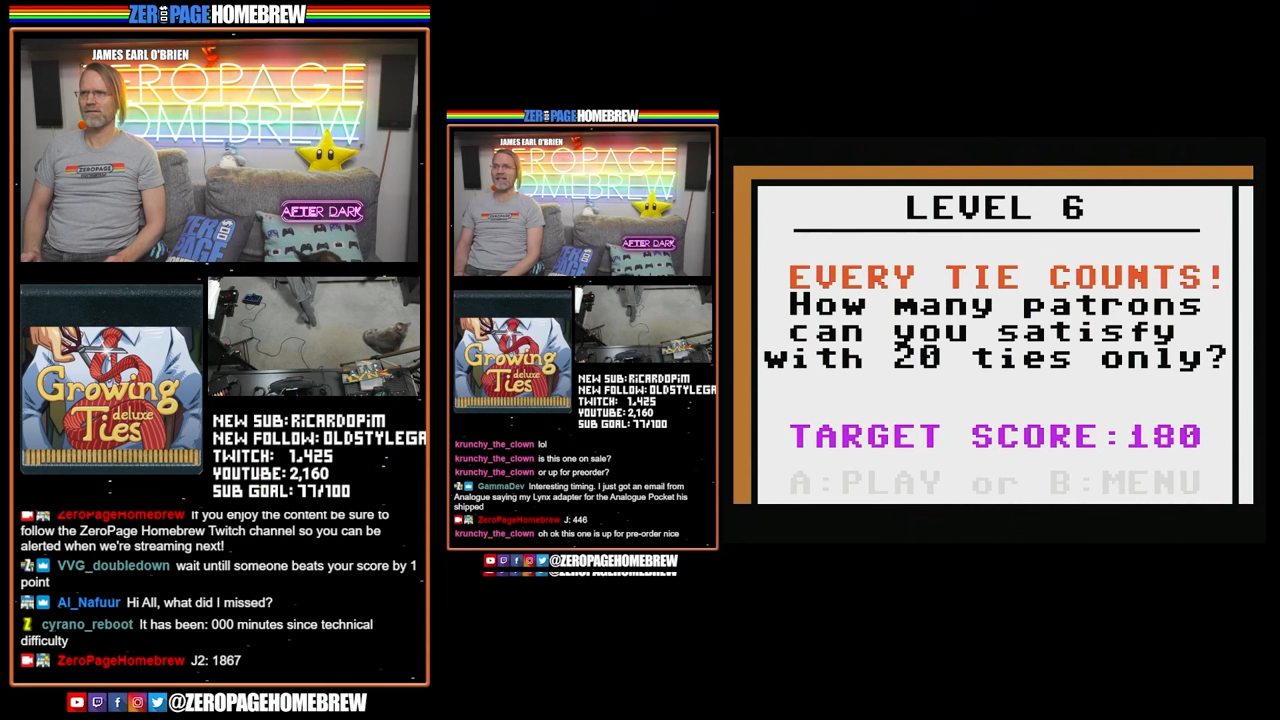 ZEROPAGE HOMEBREW
JAMES EARL O'BRIEN
ZEROPAGE
HOMEBREW
ZEROPAGE
AFTER DARK
Growing
Ties
deluxe
LYNX
NEW SUB: RiCARDOPiM
NEW FOLLOW: OLDSTYLEGA
TWITCH: 1,425
YOUTUBE: 2,160
SUB GOAL: 77/100
ZeroPageHomebrew If you enjoy the content be sure to
follow the ZeroPage Homebrew Twitch channel so you can be
alerted when we're streaming next!
VVG_doubledown wait untill someone beats your score by 1
point
Al_Nafuur Hi All, what did I missed?
cyrano_reboot It has been: 000 minutes since technical
difficulty
ZeroPageHomebrew J2: 1867
@ZEROPAGEHOMEBREW
ZEROPAGE HOMEBREW
JAMES EARL O'BRIEN
ZEROPAGE
HOMEBREW
AFTER DARK
Growing
Ties
deluxe
NEW SUB: RiCARDOPiM
NEW FOLLOW: OLDSTYLEGA
TWITCH: 1,425
YOUTUBE: 2,160
SUB GOAL: 77/100
krunchy_the_clown lol
krunchy_the_clown is this one on sale?
krunchy_the_clown or up for preorder?
GammaDev Interesting timing. I just got an email from
Analogue saying my Lynx adapter for the Analogue Pocket his
shipped
ZeroPageHomebrew J: 446
krunchy_the_clown oh ok this one is up for pre-order nice
@ZEROPAGEHOMEBREW
LEVEL 6
EVERY TIE COUNTS!
How many patrons
can you satisfy
with 20 ties only?
TARGET SCORE:180
A:PLAY or B:MENU